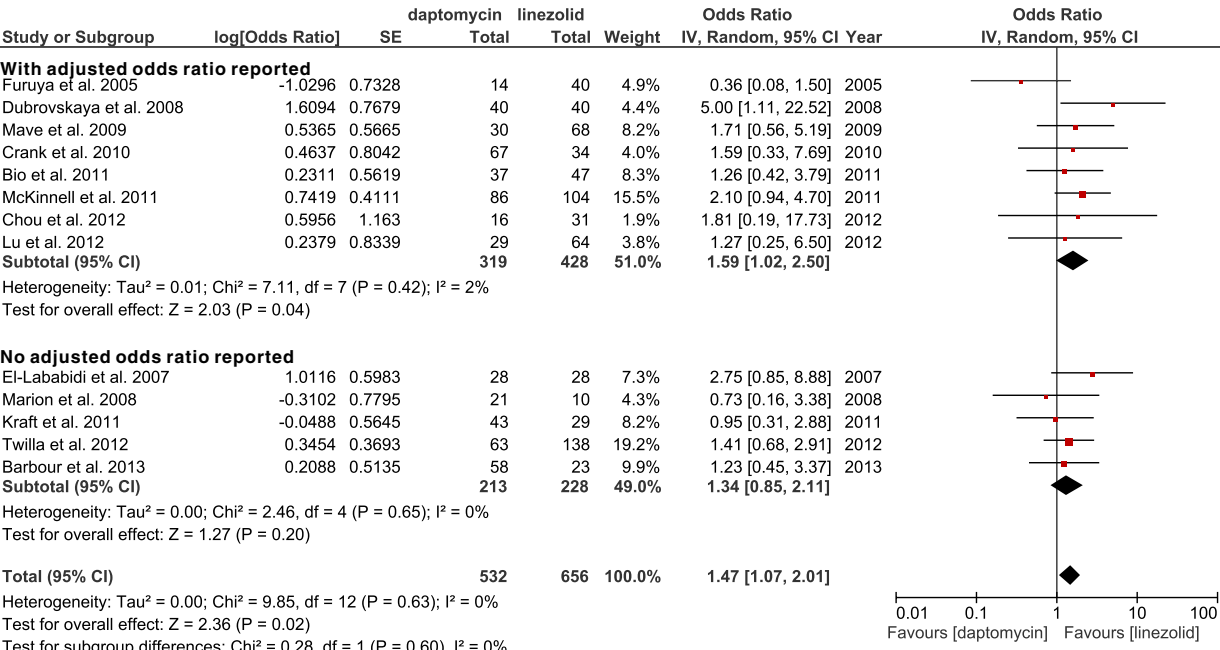 daptomycin linezolid Odds Ratio Odds Ratio
Study or Subgroup log[Odds Ratio] SE Total Total Weight IV, Random, 95% CI Year IV, Random, 95% CI
With adjusted odds ratio reported
Furuya et al. 2005 -1.0296 0.7328 14 40 4.9% 0.36 [0.08, 1.50] 2005
Dubrovskaya et al. 2008 1.6094 0.7679 40 40 4.4% 5.00 [1.11, 22.52] 2008
Mave et al. 2009 0.5365 0.5665 30 68 8.2% 1.71 [0.56, 5.19] 2009
Crank et al. 2010 0.4637 0.8042 67 34 4.0% 1.59 [0.33, 7.69] 2010
Bio et al. 2011 0.2311 0.5619 37 47 8.3% 1.26 [0.42, 3.79] 2011
McKinnell et al. 2011 0.7419 0.4111 86 104 15.5% 2.10 [0.94, 4.70] 2011
Chou et al. 2012 0.5956 1.163 16 31 1.9% 1.81 [0.19, 17.73] 2012
Lu et al. 2012 0.2379 0.8339 29 64 3.8% 1.27 [0.25, 6.50] 2012
Subtotal (95% CI) 319 428 51.0% 1.59 [1.02, 2.50]
Heterogeneity: Tau² = 0.01; Chi² = 7.11, df = 7 (P = 0.42); I² = 2%
Test for overall effect: Z = 2.03 (P = 0.04)
No adjusted odds ratio reported
El-Lababidi et al. 2007 1.0116 0.5983 28 28 7.3% 2.75 [0.85, 8.88] 2007
Marion et al. 2008 -0.3102 0.7795 21 10 4.3% 0.73 [0.16, 3.38] 2008
Kraft et al. 2011 -0.0488 0.5645 43 29 8.2% 0.95 [0.31, 2.88] 2011
Twilla et al. 2012 0.3454 0.3693 63 138 19.2% 1.41 [0.68, 2.91] 2012
Barbour et al. 2013 0.2088 0.5135 58 23 9.9% 1.23 [0.45, 3.37] 2013
Subtotal (95% CI) 213 228 49.0% 1.34 [0.85, 2.11]
Heterogeneity: Tau² = 0.00; Chi² = 2.46, df = 4 (P = 0.65); I² = 0%
Test for overall effect: Z = 1.27 (P = 0.20)
Total (95% CI) 532 656 100.0% 1.47 [1.07, 2.01]
Heterogeneity: Tau² = 0.00; Chi² = 9.85, df = 12 (P = 0.63); I² = 0%
Test for overall effect: Z = 2.36 (P = 0.02)
Test for subgroup differences: Chi² = 0.28, df = 1 (P = 0.60), I² = 0%
0.01 0.1 1 10 100
Favours [daptomycin] Favours [linezolid]